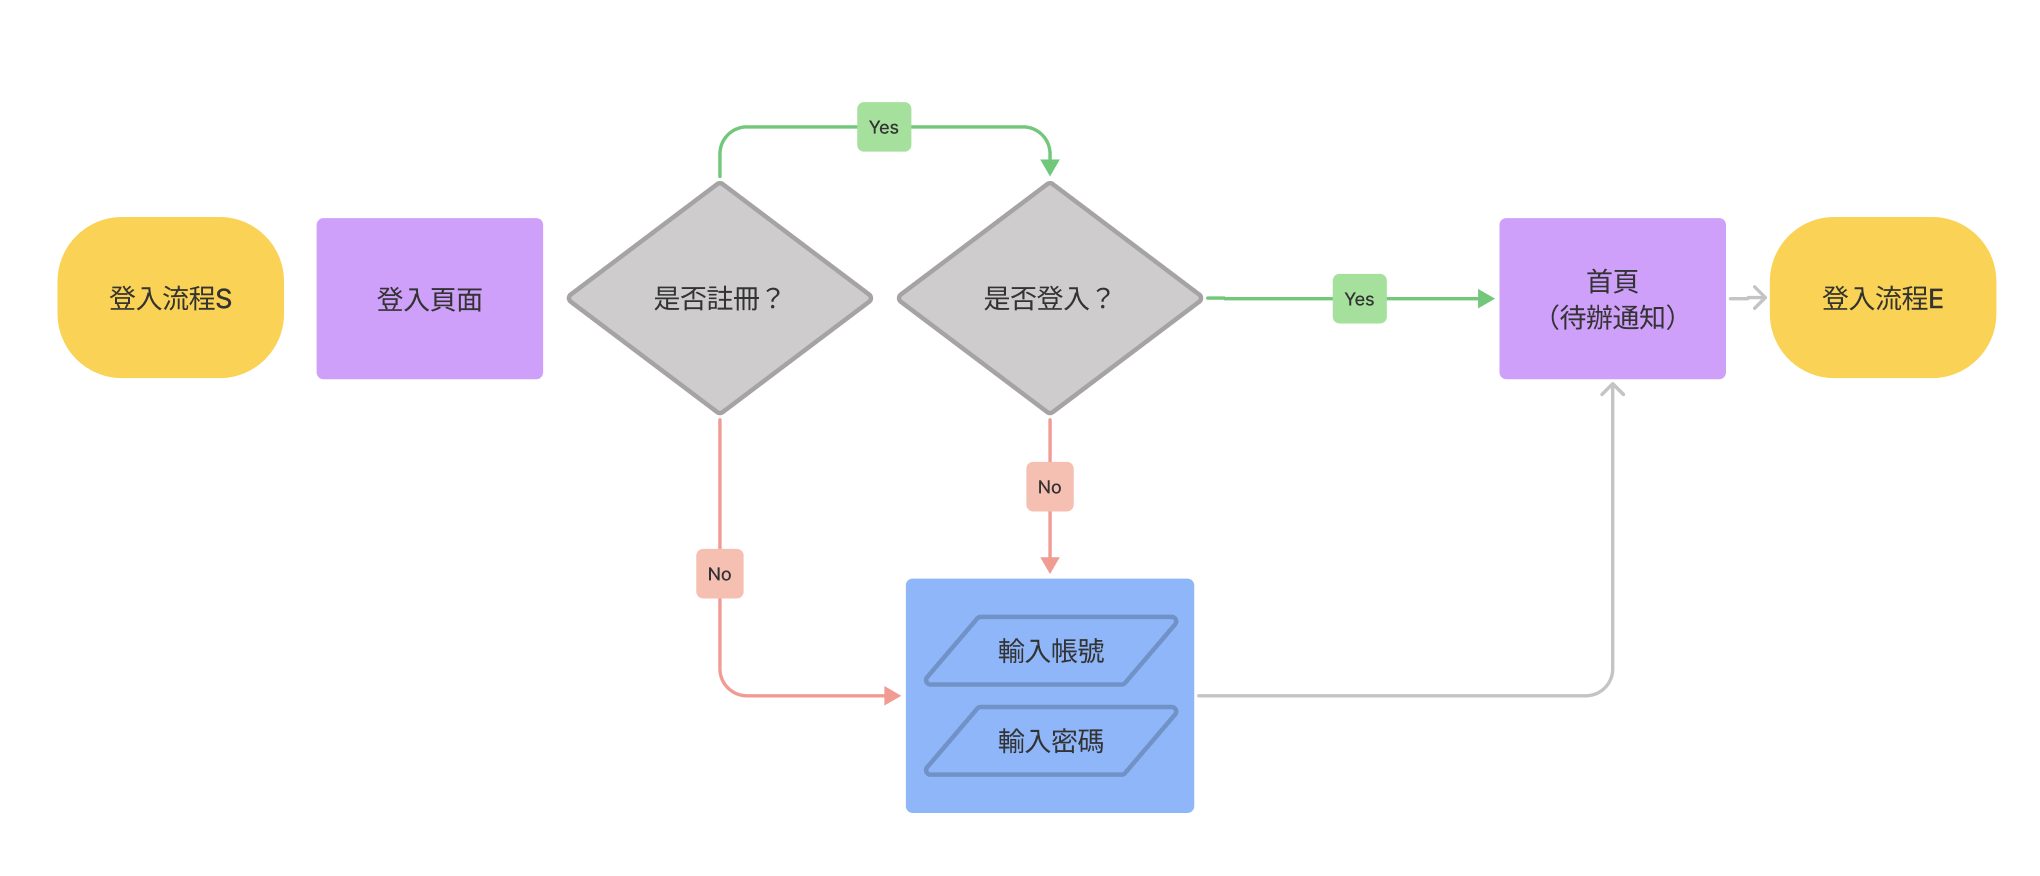 Yes
登入流程S
登入頁面
是否註冊？
是否登入？
Yes
首頁
（待辦通知）
登入流程E
No
No
輸入帳號
輸入密碼